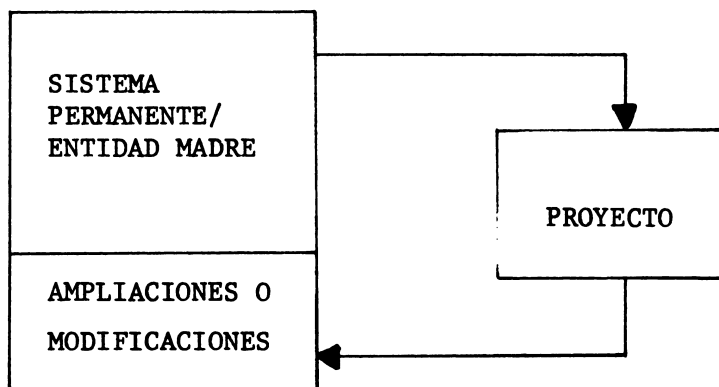 SISTEMA
PERMANENTE/
ENTIDAD MADRE
PROYECTO
AMPLIACIONES O
MODIFICACIONES